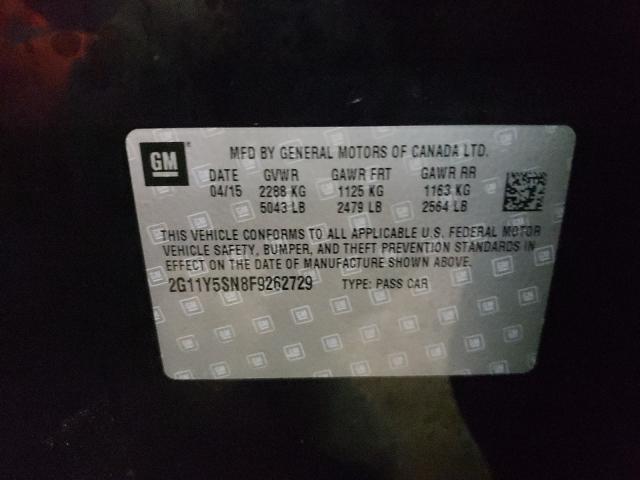 GM
MFD BY GENERAL MOTORS OF CANADA LTD.
DATE GVWR GAWR FRT GAWR RR
04/15 2288 KG 1125 KG 1163 KG
5043 LB 2479 LB 2564 LB
THIS VEHICLE CONFORMS TO ALL APPLICABLE U.S. FEDERAL MOTOR
VEHICLE SAFETY, BUMPER, AND THEFT PREVENTION STANDARDS IN
EFFECT ON THE DATE OF MANUFACTURE SHOWN ABOVE.
2G11Y5SN8F9262729 TYPE: PASS CAR